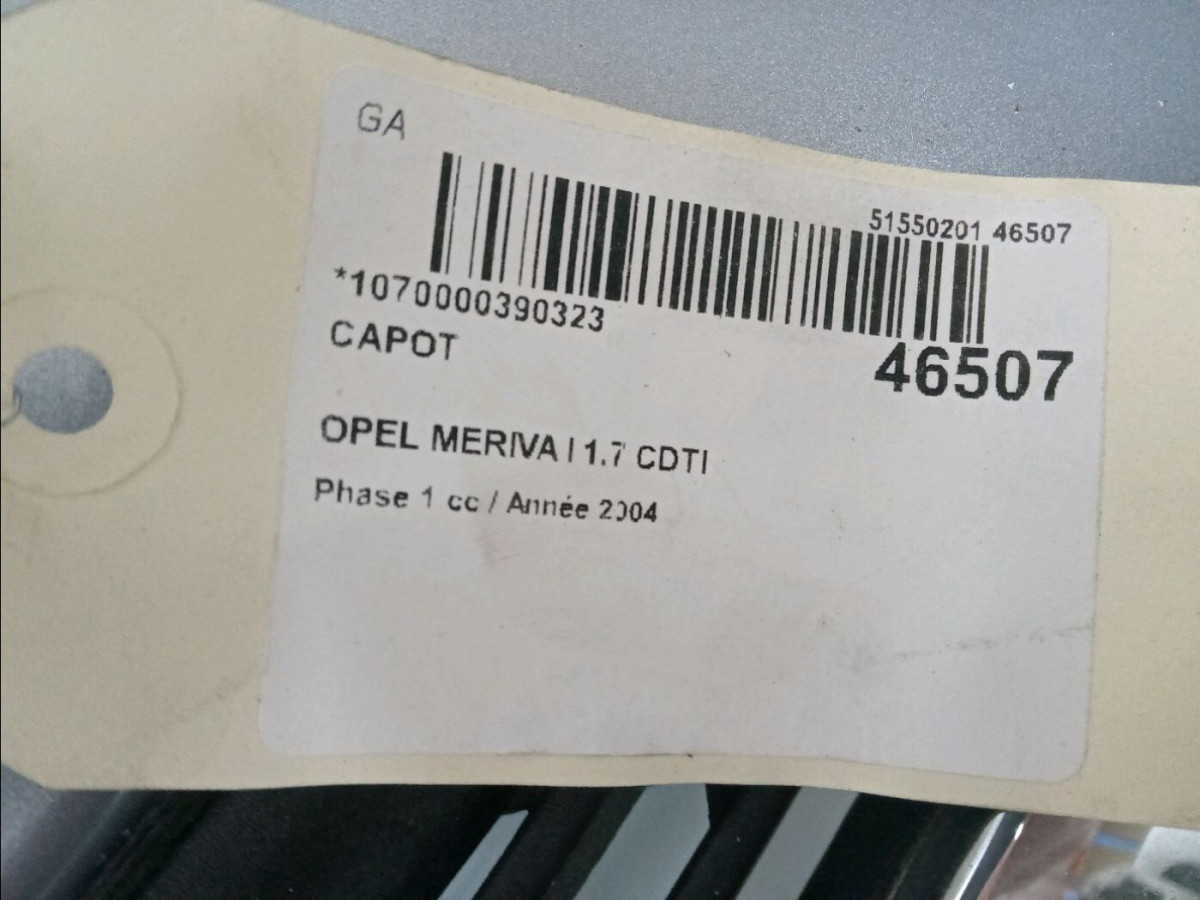 GA
51550201 46507
*1070000390323
CAPOT
46507
OPEL MERIVA I 1.7 CDTI
Phase 1 cc / Année 2004